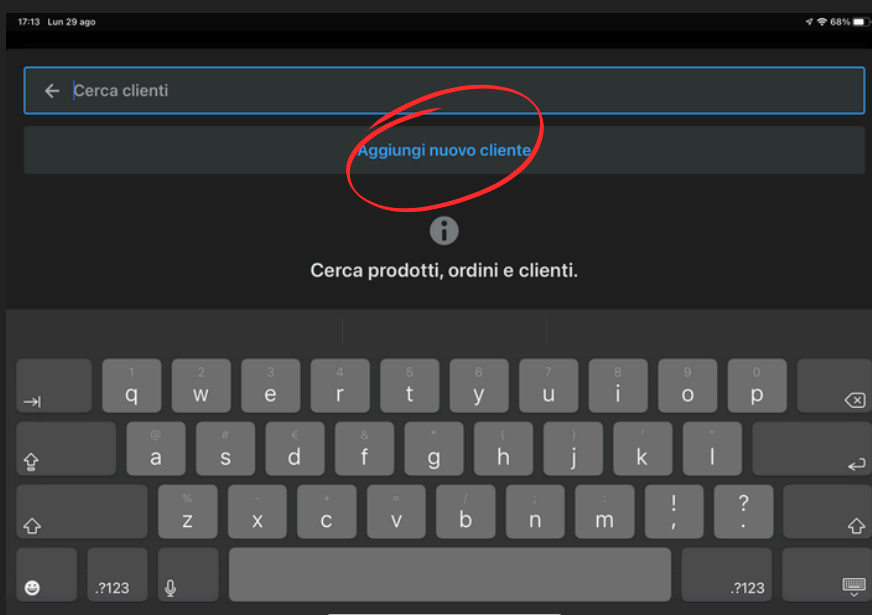 17:13 Lun 29 ago
68%
Cerca clienti
Aggiungi nuovo cliente
Cerca prodotti, ordini e clienti.
1 2 3 4 5 6 7 8 9 0
q w e r t y u i o p
@ # € & * ( ) ' "
a s d f g h j k l
% - + = / ; : ! ?
z x c v b n m , .
.?123 .?123